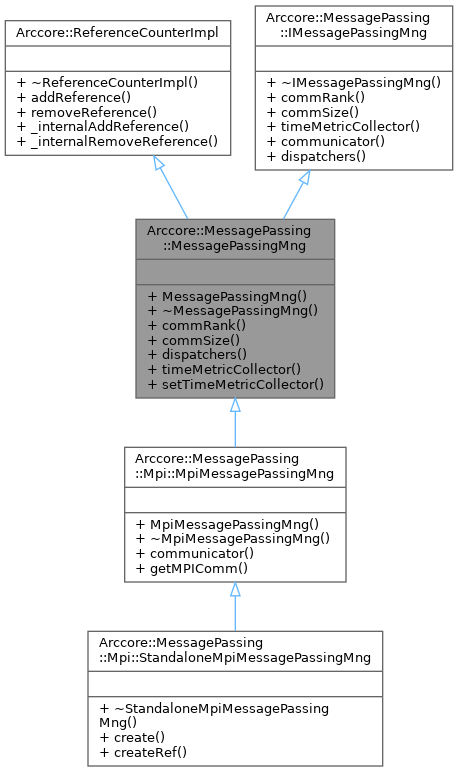 Arccore::ReferenceCounterImpl
+ ~ReferenceCounterImpl()
+ addReference()
+ removeReference()
+ _internalAddReference()
+ _internalRemoveReference()
Arccore::MessagePassing
::IMessagePassingMng
+ ~IMessagePassingMng()
+ commRank()
+ commSize()
+ timeMetricCollector()
+ communicator()
+ dispatchers()
Arccore::MessagePassing
::MessagePassingMng
+ MessagePassingMng()
+ ~MessagePassingMng()
+ commRank()
+ commSize()
+ dispatchers()
+ timeMetricCollector()
+ setTimeMetricCollector()
Arccore::MessagePassing
::Mpi::MpiMessagePassingMng
+ MpiMessagePassingMng()
+ ~MpiMessagePassingMng()
+ communicator()
+ getMPIComm()
Arccore::MessagePassing
::Mpi::StandaloneMpiMessagePassingMng
+ ~StandaloneMpiMessagePassing
Mng()
+ create()
+ createRef()